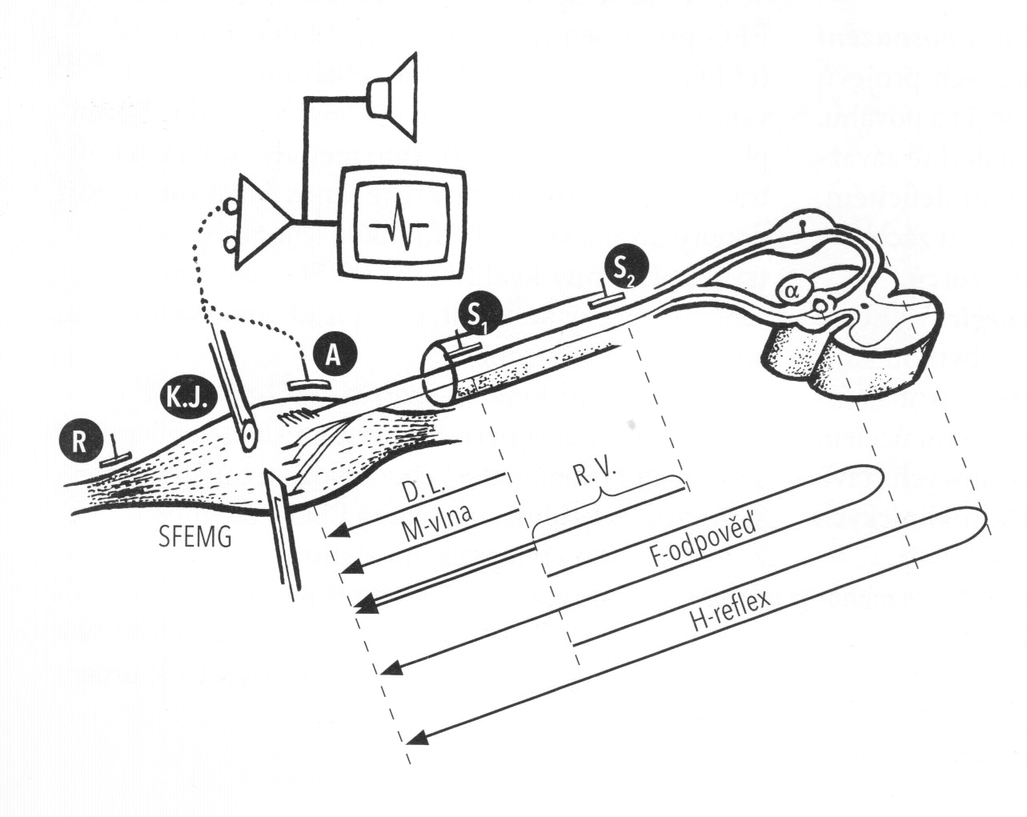 S2
α
S1
A
K.J.
R
SFEMG
D.L.
M-vlna
R.V.
F-odpověď
H-reflex